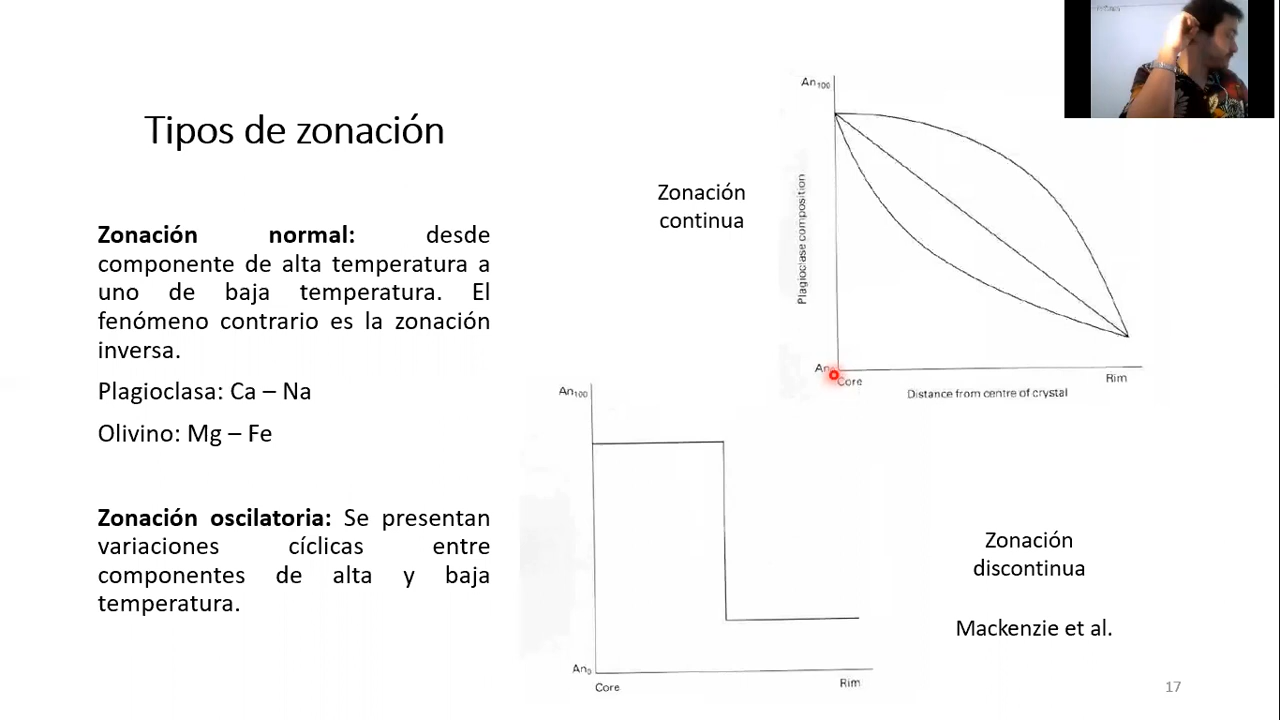 Tipos de zonación
Zonación normal: desde
componente de alta temperatura a
uno de baja temperatura. El
fenómeno contrario es la zonación
inversa.
Plagioclasa: Ca – Na
Olivino: Mg – Fe
Zonación oscilatoria: Se presentan
variaciones cíclicas entre
componentes de alta y baja
temperatura.
Zonación
continua
An100
Plagioclase composition
An
Core
Rim
Distance from centre of crystal
An100
An0
Core
Rim
Zonación
discontinua
Mackenzie et al.
17